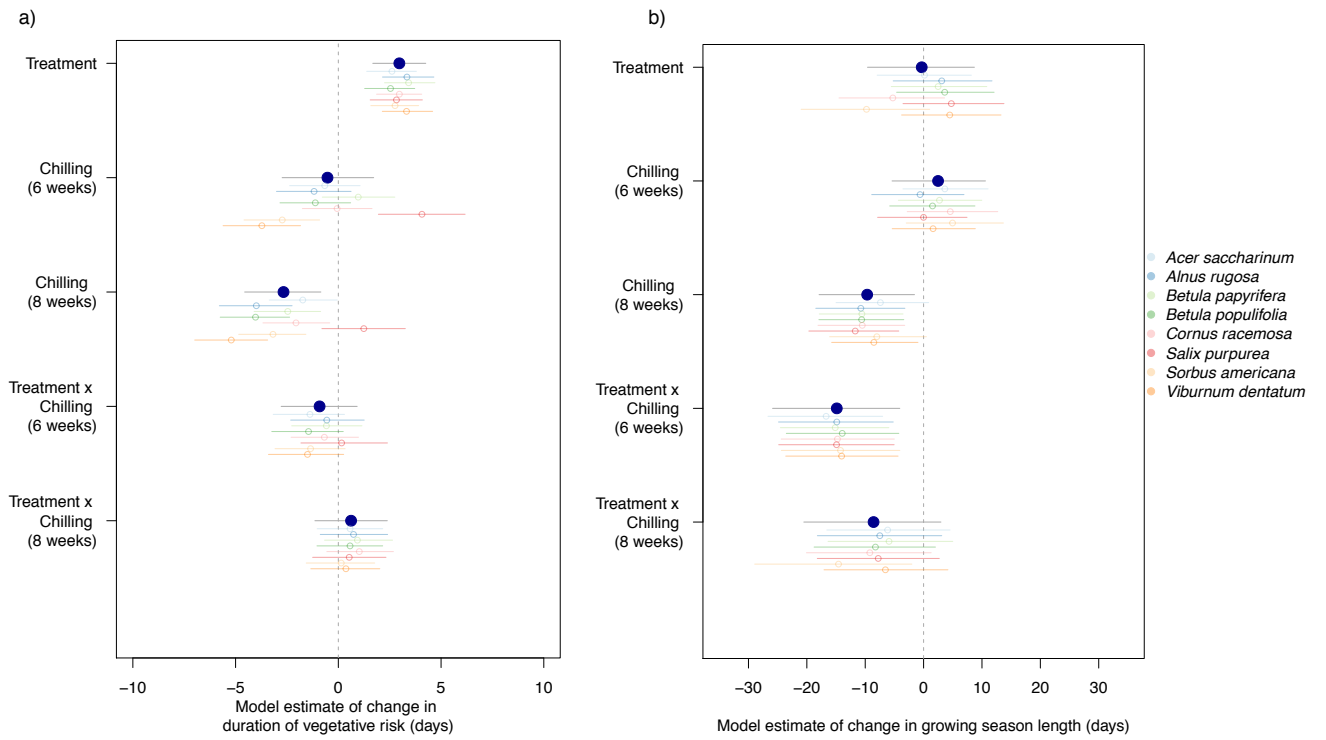 a)
Treatment
Chilling
(6 weeks)
Chilling
(8 weeks)
Treatment x
Chilling
(6 weeks)
Treatment x
Chilling
(8 weeks)
−10
−5
0
5
10
Model estimate of change in
duration of vegetative risk (days)
b)
Treatment
Chilling
(6 weeks)
Chilling
(8 weeks)
Treatment x
Chilling
(6 weeks)
Treatment x
Chilling
(8 weeks)
−30
−20
−10
0
10
20
30
Model estimate of change in growing season length (days)
Acer saccharinum
Alnus rugosa
Betula papyrifera
Betula populifolia
Cornus racemosa
Salix purpurea
Sorbus americana
Viburnum dentatum